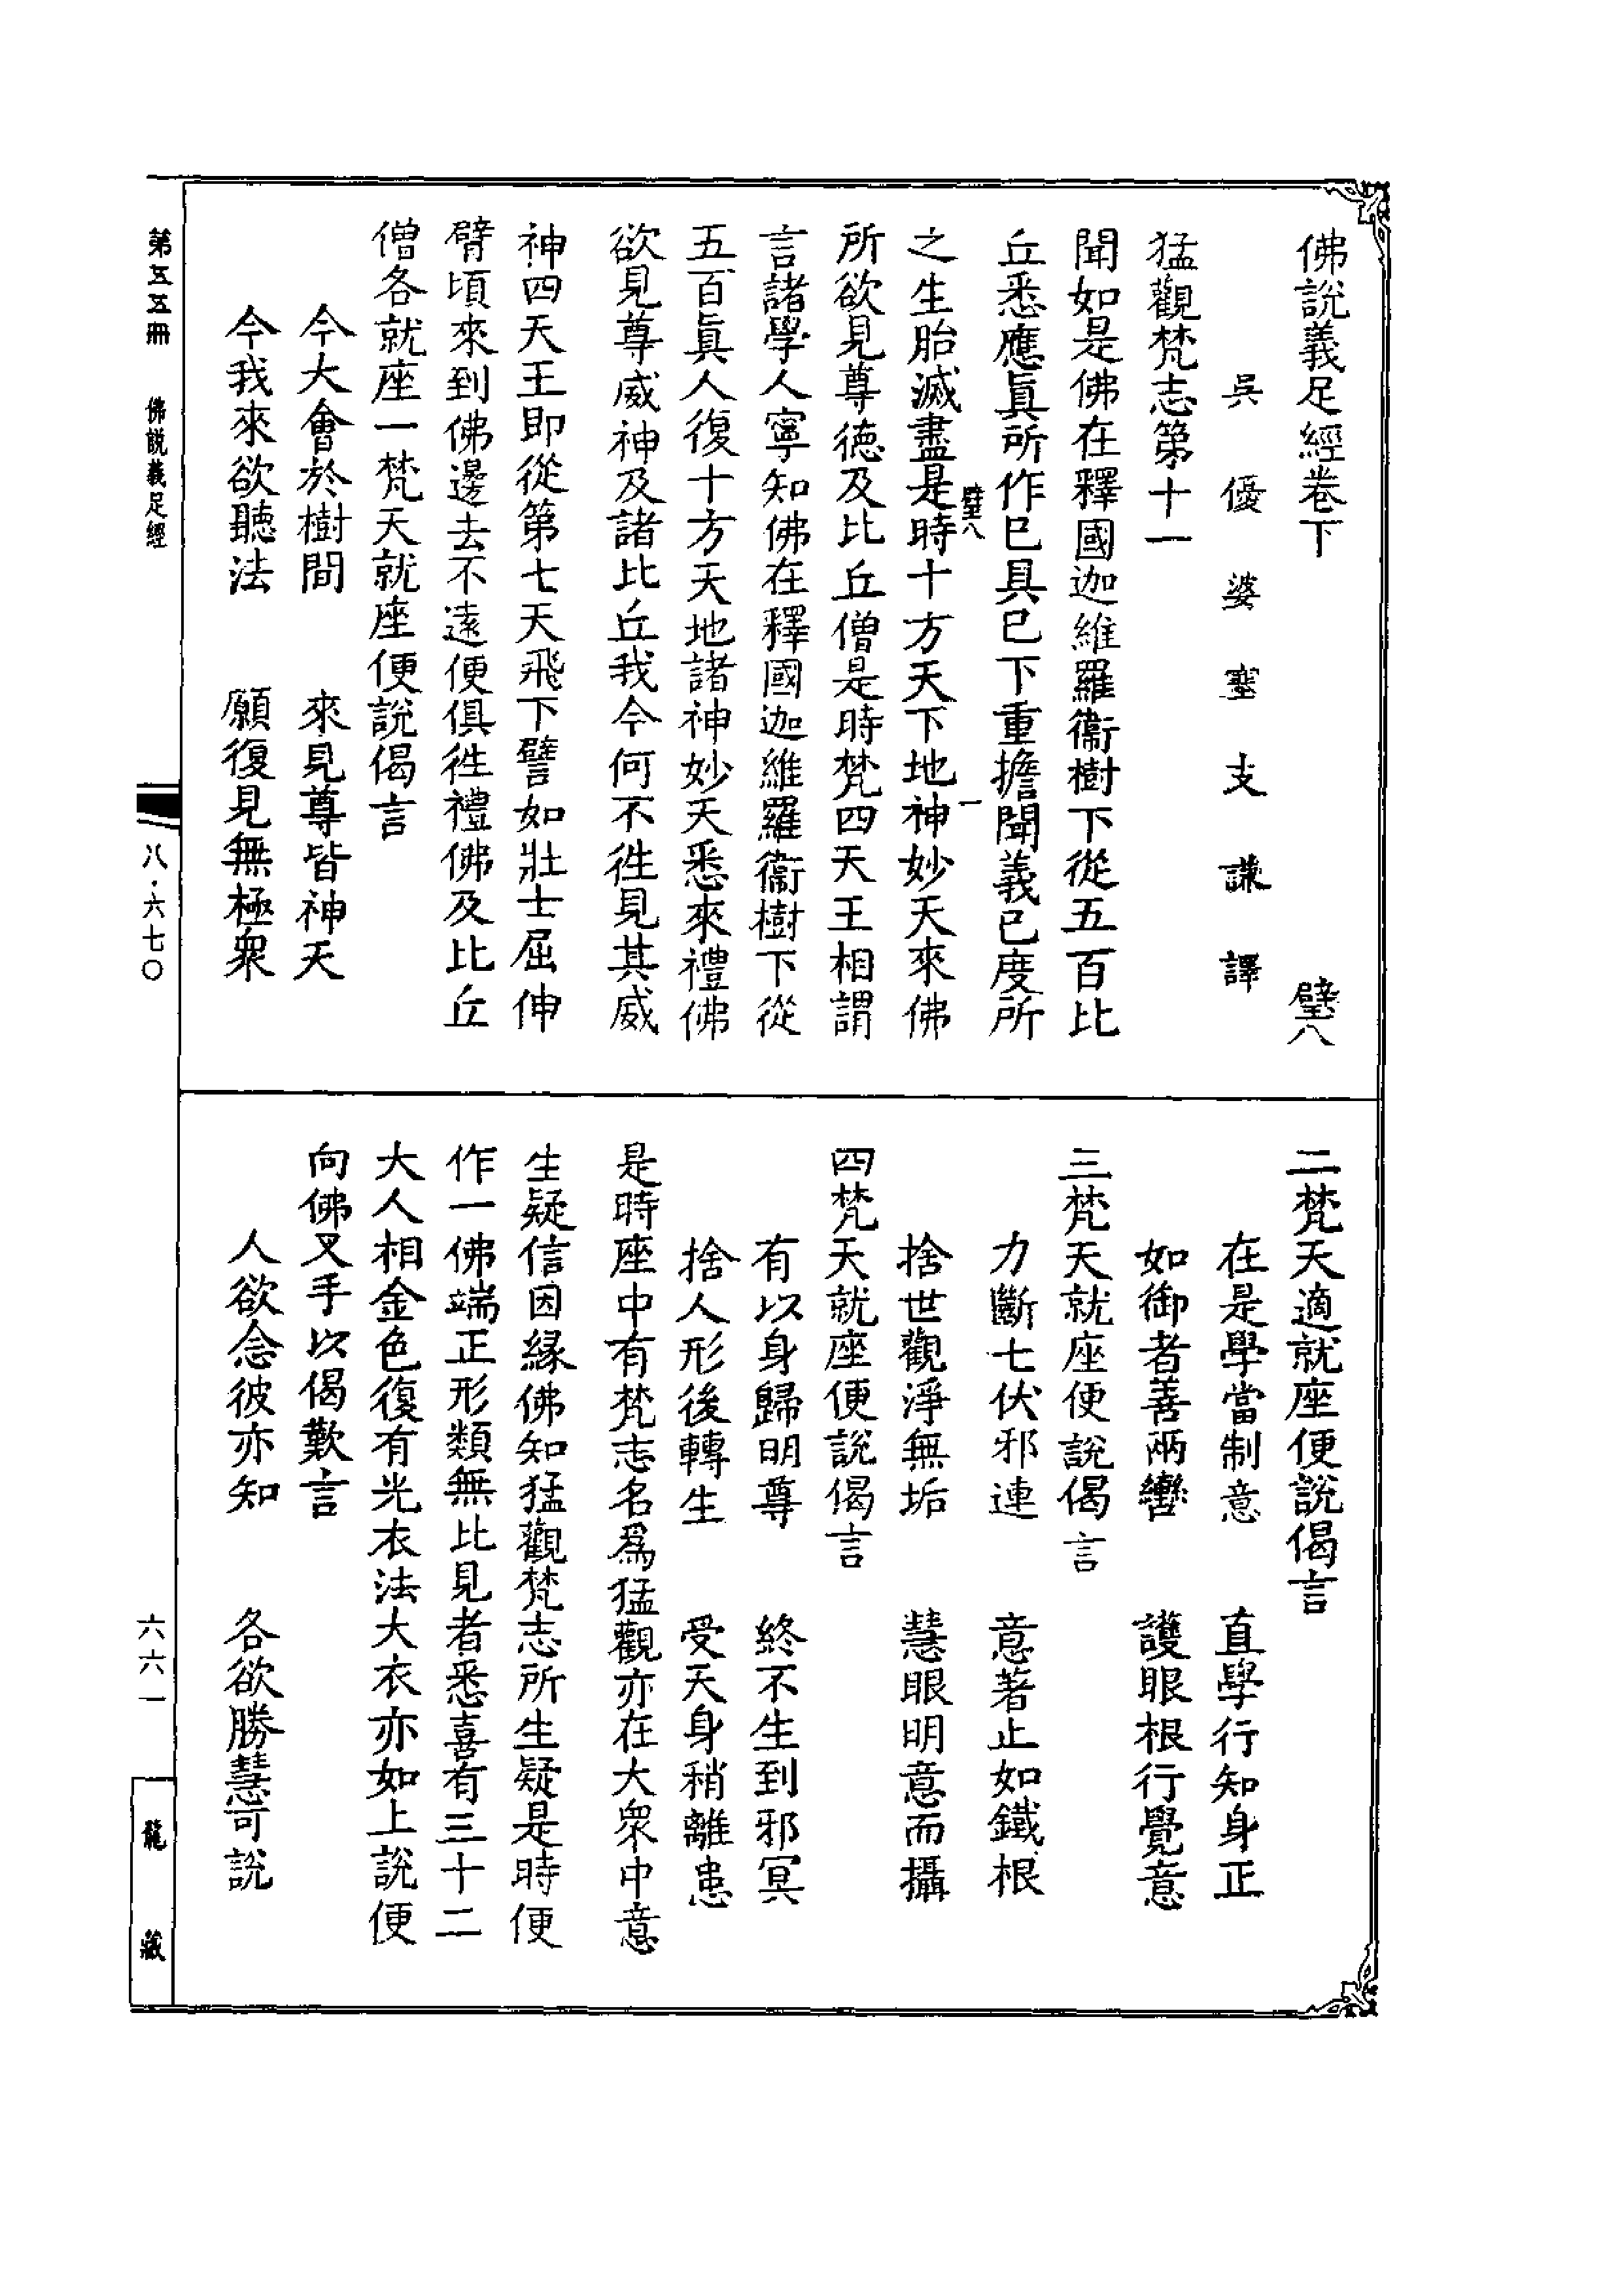 佛說義足經卷下　　璧八
吳優婆塞支謙譯
猛觀梵志第十一
聞如是佛在釋國迦維羅衞樹下從五百比
丘悉應眞所作已具已下重擔聞義已度所
之生胎滅盡是時十方天下地神妙天來佛
璧八　一
所欲見尊德及比丘僧是時梵四天王相謂
言諸學人寧知佛在釋國迦維羅衞樹下從
五百眞人復十方天地諸神妙天悉來禮佛
欲見尊威神及諸比丘我今何不徃見其威
神四天王即從第七天飛下譬如壯士屈伸
臂頃來到佛邊去不遠便俱徃禮佛及比丘
僧各就座一梵天就座便說偈言
今大會於樹間　來見尊皆神天
今我來欲聽法　願復見無極衆
二梵天適就座便說偈言
在是學當制意　直學行知身正
如御者善兩轡　護眼根行覺意
三梵天就座便說偈言
力斷七伏邪連　意著止如鐵根
捨世觀淨無垢　慧眼明意而攝
四梵天就座便說偈言
有以身歸明尊　終不生到邪冥
捨人形後轉生　受天身稍離患
是時座中有梵志名爲猛觀亦在大衆中意
生疑信因緣佛知猛觀梵志所生疑是時便
作一佛端正形類無比見者悉喜有三十二
大人相金色復有光衣法大衣亦如上說便
向佛叉手以偈歎言
人欲念彼亦知　各欲勝慧可說
第五五冊　佛說義足經
八·六七〇
六六一
龍藏